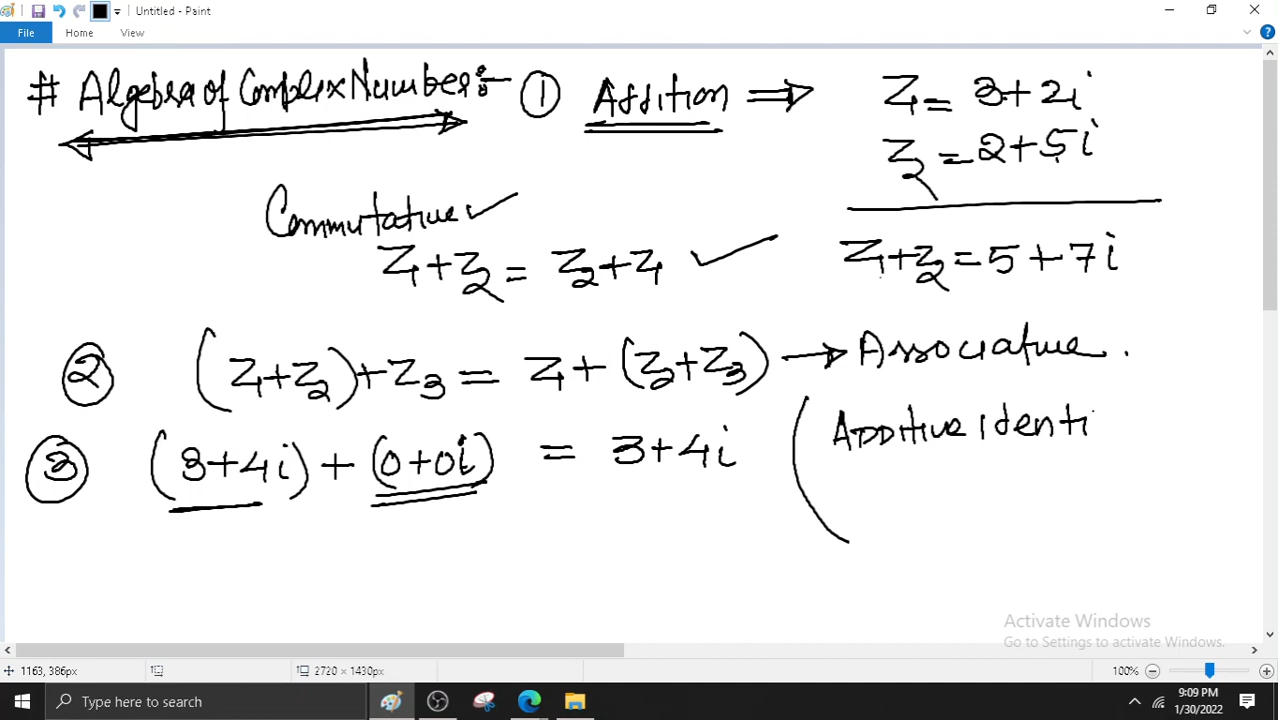 Untitled - Paint
File Home View
# Algebra of Complex Number :- ① Addition ⇒ Z1 = 3+2i
Z2 = 2+5i
Commutative ✓
Z1+Z2 = Z2+Z1 ✓ Z1+Z2 = 5+7i
② (Z1+Z2)+Z3 = Z1+(Z2+Z3) → Associative.
③ (3+4i)+(0+0i) = 3+4i (Additive identi
Activate Windows
Go to Settings to activate Windows.
1163, 386px 2720 × 1430px 100%
Type here to search 9:09 PM
1/30/2022